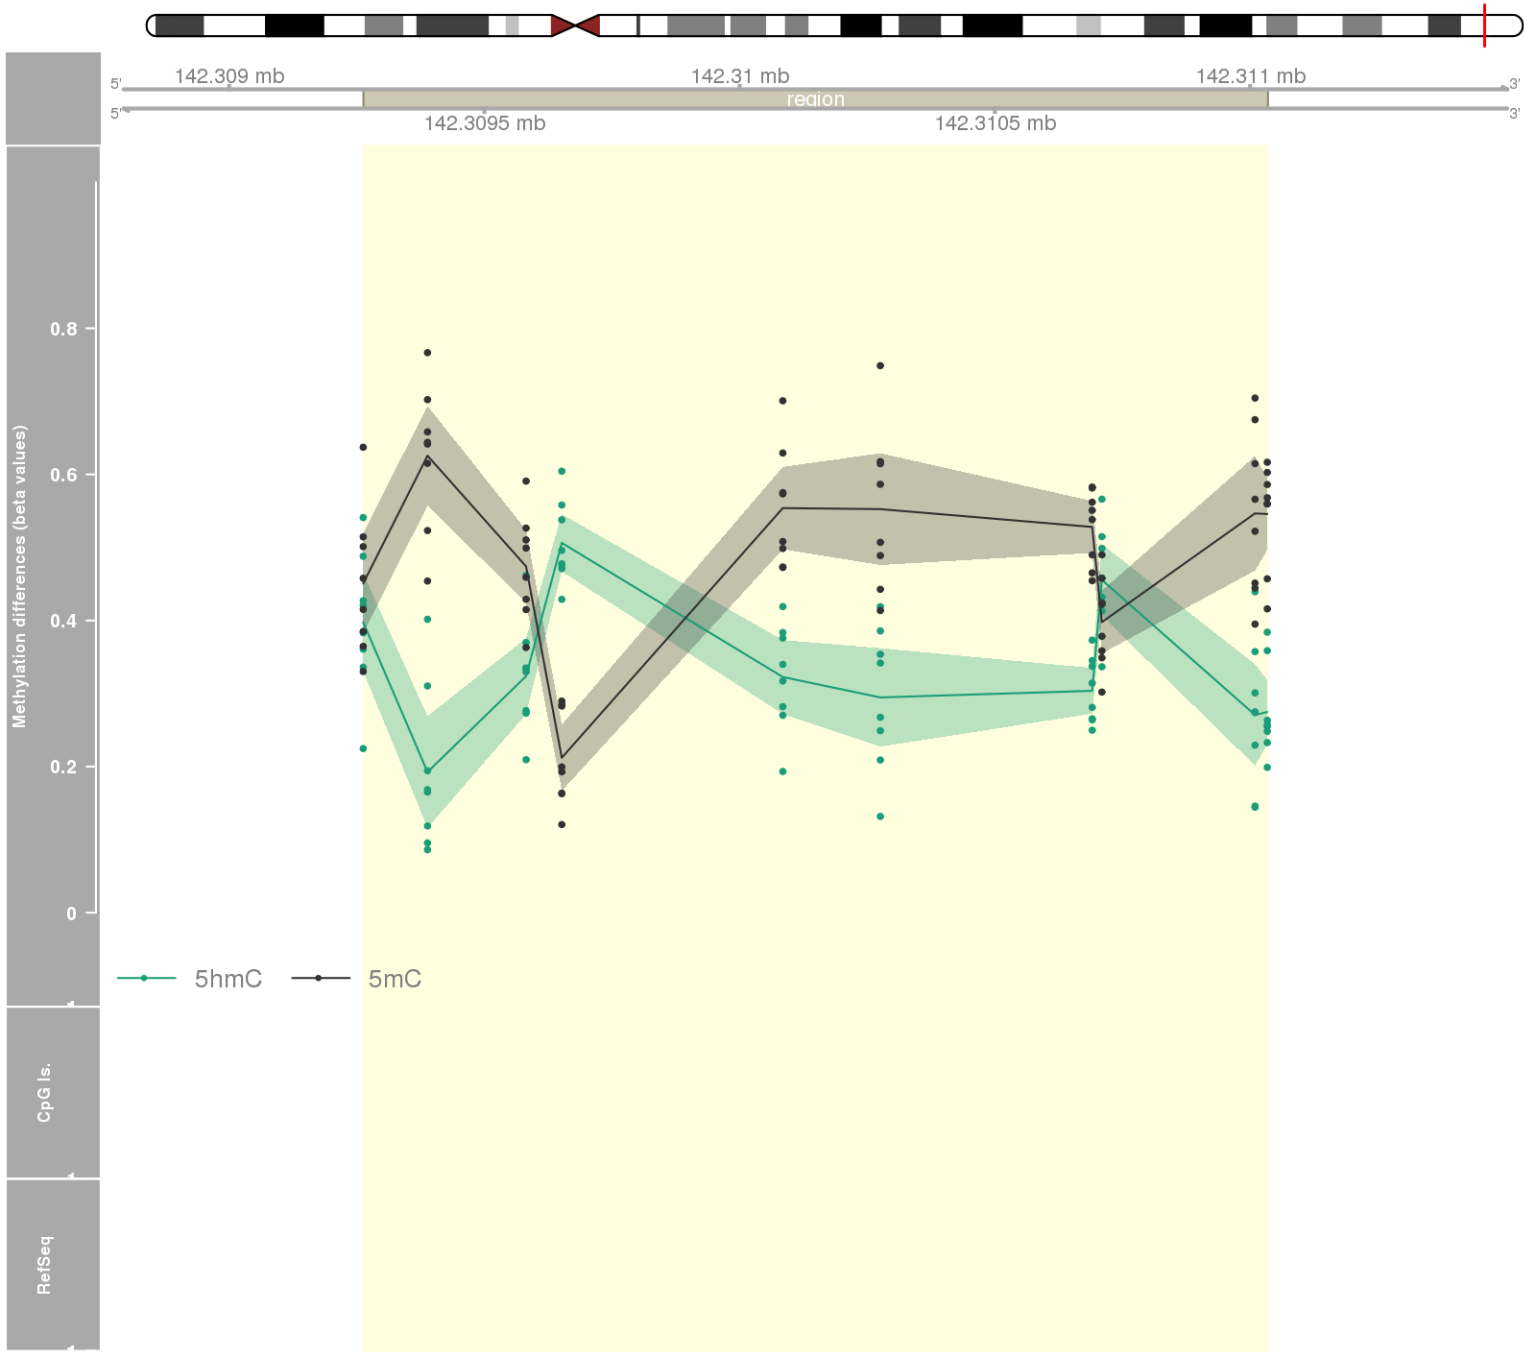 142.309 mb 142.31 mb 142.311 mb
5' 3'
region
5' 3'
142.3095 mb 142.3105 mb
Methylation differences (beta values)
0.8
0.6
0.4
0.2
0
5hmC 5mC
CpG Is.
RefSeq